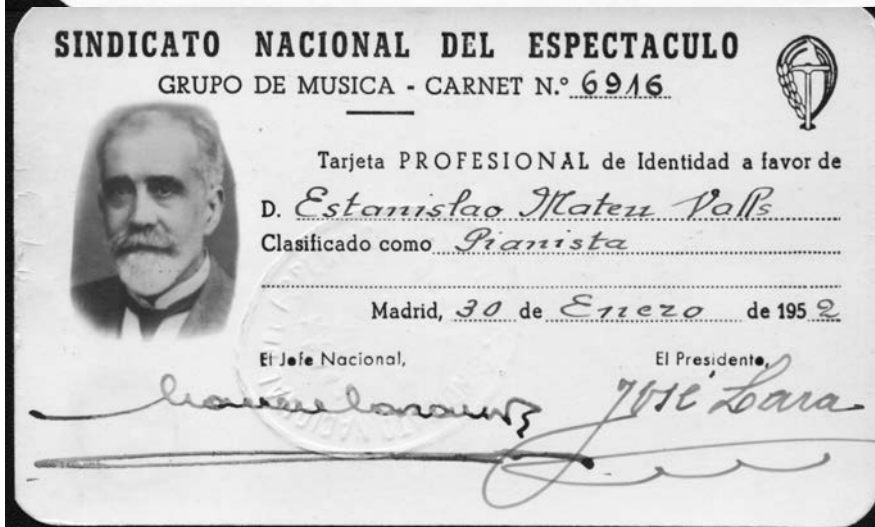 SINDICATO NACIONAL DEL ESPECTACULO
GRUPO DE MUSICA - CARNET N.º 6916
Tarjeta PROFESIONAL de Identidad a favor de
D. Estanislao Mateu Valls
Clasificado como Pianista
Madrid, 30 de Enero de 1952
El Jefe Nacional,
El Presidente,
José Lara